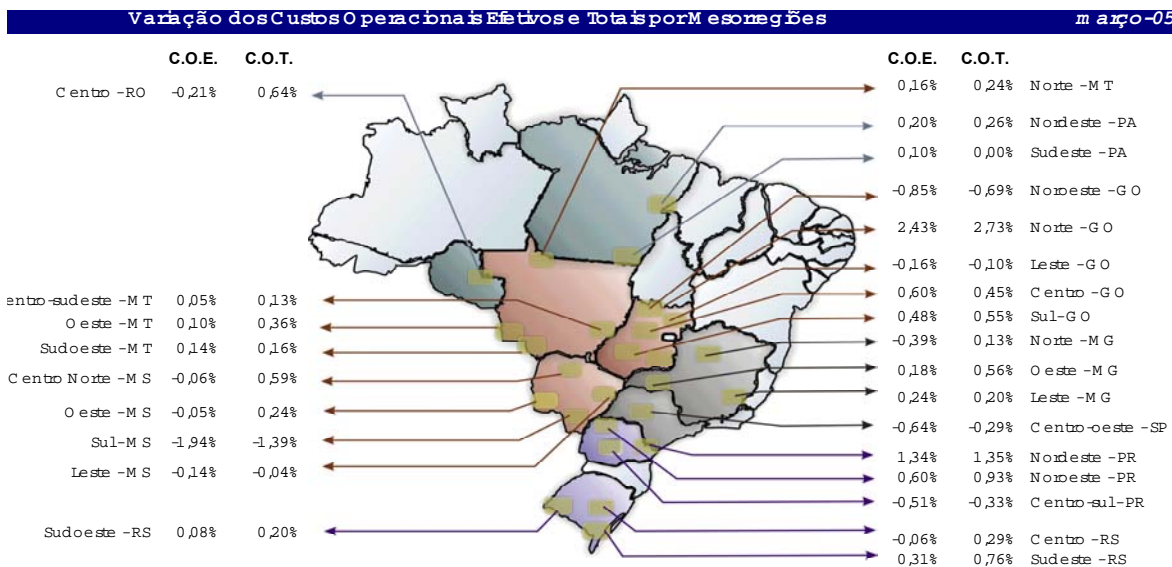 Variação dos Custos Operacionais Efetivos e Totais por Mesorregiões março-05
C.O.E. C.O.T.
Centro -RO -0,21% 0,64%
entro-sudeste -MT 0,05% 0,13%
Oeste -MT 0,10% 0,36%
Sudoeste -MT 0,14% 0,16%
Centro Norte -MS -0,06% 0,59%
Oeste -MS -0,05% 0,24%
Sul-MS -1,94% -1,39%
Leste -MS -0,14% -0,04%
Sudoeste -RS 0,08% 0,20%
C.O.E. C.O.T.
0,16% 0,24% Norte -MT
0,20% 0,26% Nordeste -PA
0,10% 0,00% Sudeste -PA
-0,85% -0,69% Noroeste -GO
2,43% 2,73% Norte -GO
-0,16% -0,10% Leste -GO
0,60% 0,45% Centro -GO
0,48% 0,55% Sul-GO
-0,39% 0,13% Norte -MG
0,18% 0,56% Oeste -MG
0,24% 0,20% Leste -MG
-0,64% -0,29% Centro-oeste -SP
1,34% 1,35% Nordeste -PR
0,60% 0,93% Noroeste -PR
-0,51% -0,33% Centro-sul-PR
-0,06% 0,29% Centro -RS
0,31% 0,76% Sudeste -RS